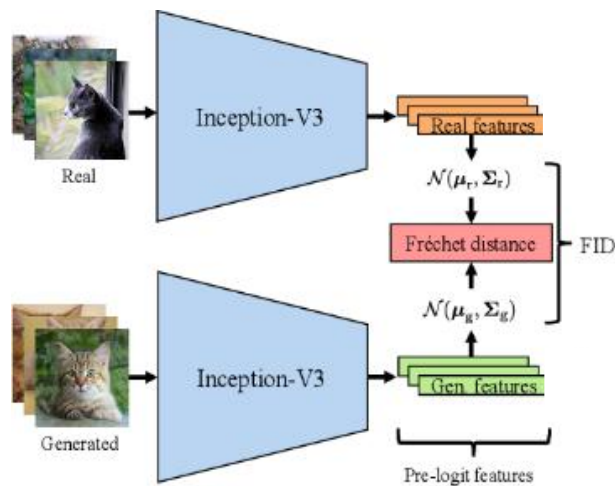 Inception-V3
Real features
Real
𝒩(μr, Σr)
Fréchet distance
FID
𝒩(μg, Σg)
Inception-V3
Gen. features
Generated
Pre-logit features